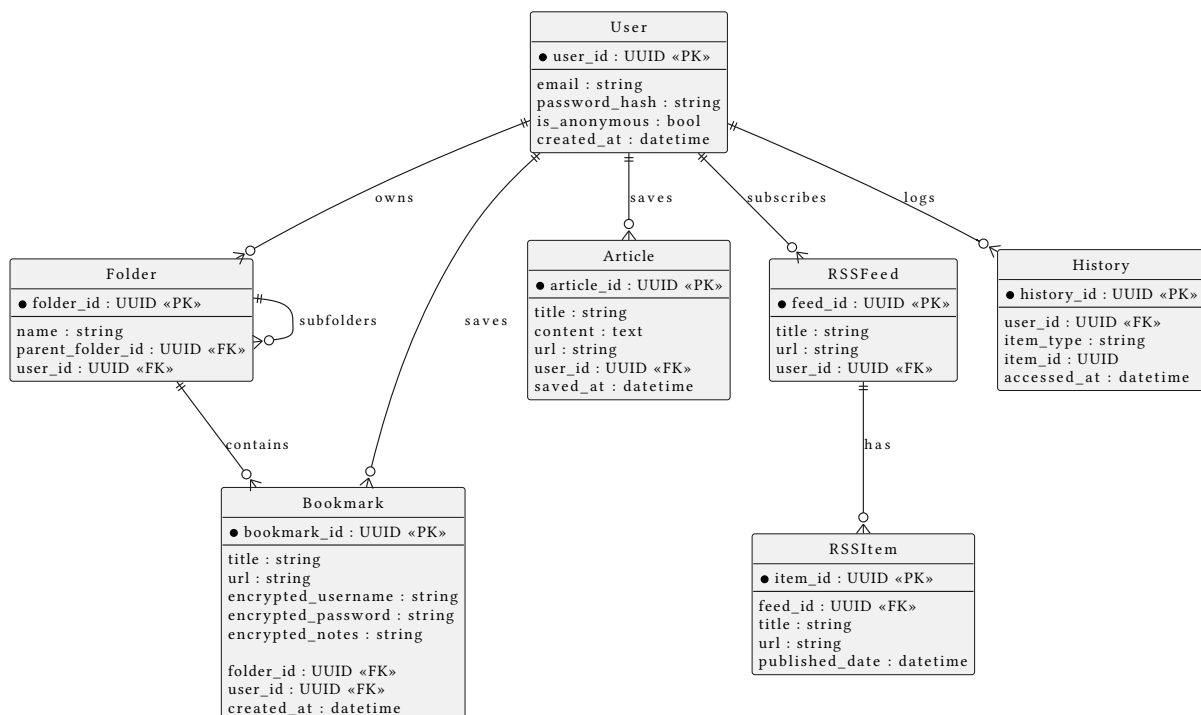 User
user_id : UUID «PK»
email : string
password_hash : string
is_anonymous : bool
created_at : datetime
owns
saves
subscribes
logs
Folder
folder_id : UUID «PK»
name : string
parent_folder_id : UUID «FK»
user_id : UUID «FK»
subfolders
saves
Article
article_id : UUID «PK»
title : string
content : text
url : string
user_id : UUID «FK»
saved_at : datetime
RSSFeed
feed_id : UUID «PK»
title : string
url : string
user_id : UUID «FK»
History
history_id : UUID «PK»
user_id : UUID «FK»
item_type : string
item_id : UUID
accessed_at : datetime
contains
has
Bookmark
bookmark_id : UUID «PK»
title : string
url : string
encrypted_username : string
encrypted_password : string
encrypted_notes : string
folder_id : UUID «FK»
user_id : UUID «FK»
created_at : datetime
RSSItem
item_id : UUID «PK»
feed_id : UUID «FK»
title : string
url : string
published_date : datetime